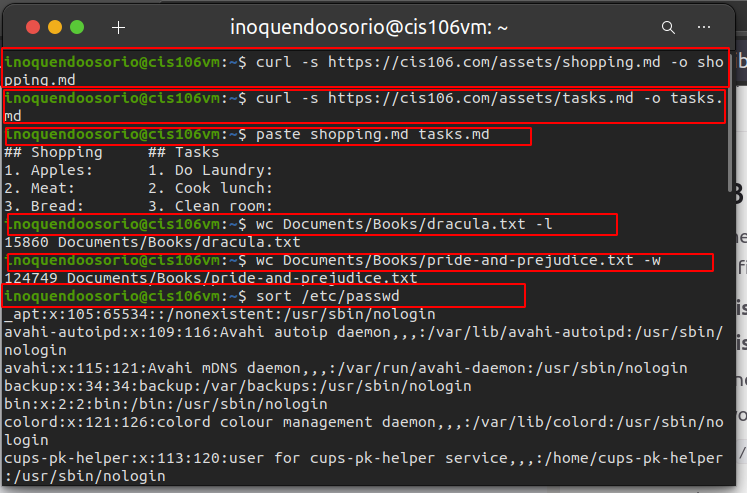 inoquendoosorio@cis106vm:~
inoquendoosorio@cis106vm:~$ curl -s https://cis106.com/assets/shopping.md -o sho
pping.md
inoquendoosorio@cis106vm:~$ curl -s https://cis106.com/assets/tasks.md -o tasks.
md
inoquendoosorio@cis106vm:~$ paste shopping.md tasks.md
## Shopping     ## Tasks
1. Apples:      1. Do Laundry:
2. Meat:        2. Cook lunch:
3. Bread:       3. Clean room:
inoquendoosorio@cis106vm:~$ wc Documents/Books/dracula.txt -l
15860 Documents/Books/dracula.txt
inoquendoosorio@cis106vm:~$ wc Documents/Books/pride-and-prejudice.txt -w
124749 Documents/Books/pride-and-prejudice.txt
inoquendoosorio@cis106vm:~$ sort /etc/passwd
_apt:x:105:65534::/nonexistent:/usr/sbin/nologin
avahi-autoipd:x:109:116:Avahi autoip daemon,,,:/var/lib/avahi-autoipd:/usr/sbin/
nologin
avahi:x:115:121:Avahi mDNS daemon,,,:/var/run/avahi-daemon:/usr/sbin/nologin
backup:x:34:34:backup:/var/backups:/usr/sbin/nologin
bin:x:2:2:bin:/bin:/usr/sbin/nologin
colord:x:121:126:colord colour management daemon,,,:/var/lib/colord:/usr/sbin/no
login
cups-pk-helper:x:113:120:user for cups-pk-helper service,,,:/home/cups-pk-helper
:/usr/sbin/nologin